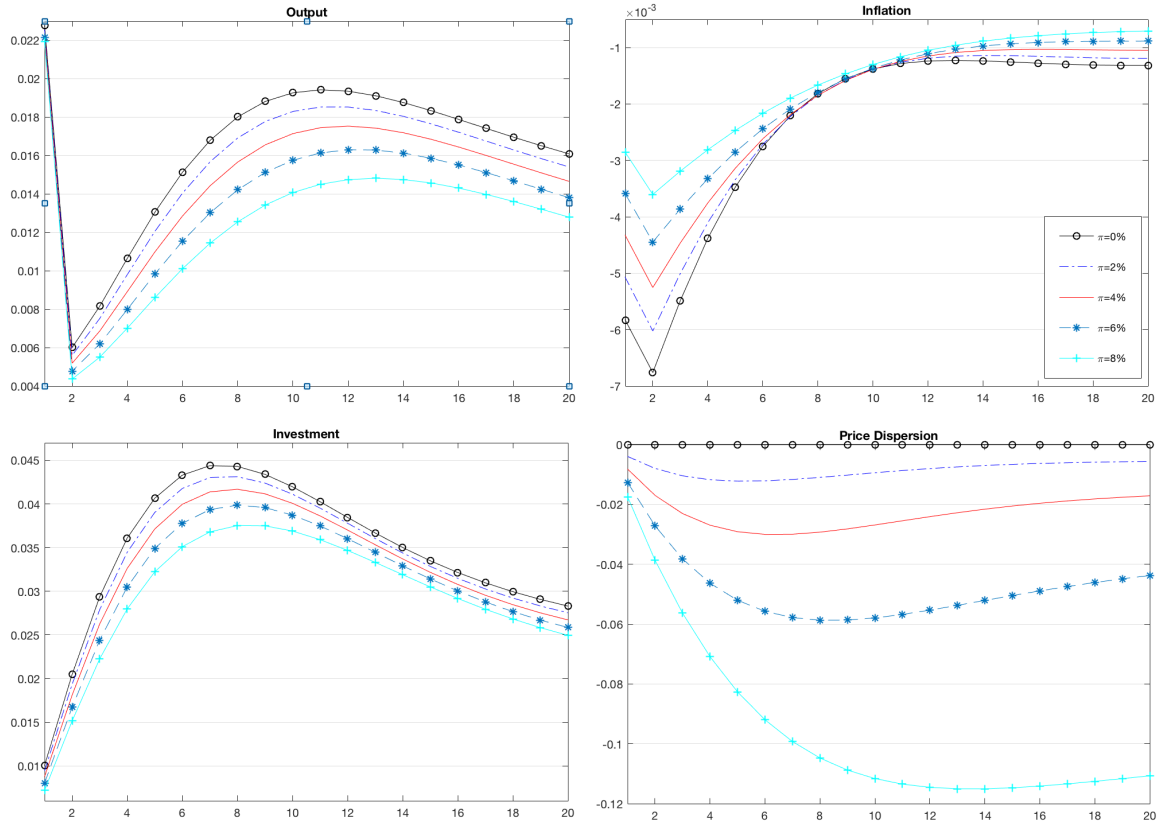 Output
0.022
0.02
0.018
0.016
0.014
0.012
0.01
0.008
0.006
0.004
2 4 6 8 10 12 14 16 18 20
Inflation
×10⁻³
-1
-2
-3
-4
-5
-6
-7
2 4 6 8 10 12 14 16 18 20
π=0%
π=2%
π=4%
π=6%
π=8%
Investment
0.045
0.04
0.035
0.03
0.025
0.02
0.015
0.01
2 4 6 8 10 12 14 16 18 20
Price Dispersion
0
-0.02
-0.04
-0.06
-0.08
-0.1
-0.12
2 4 6 8 10 12 14 16 18 20